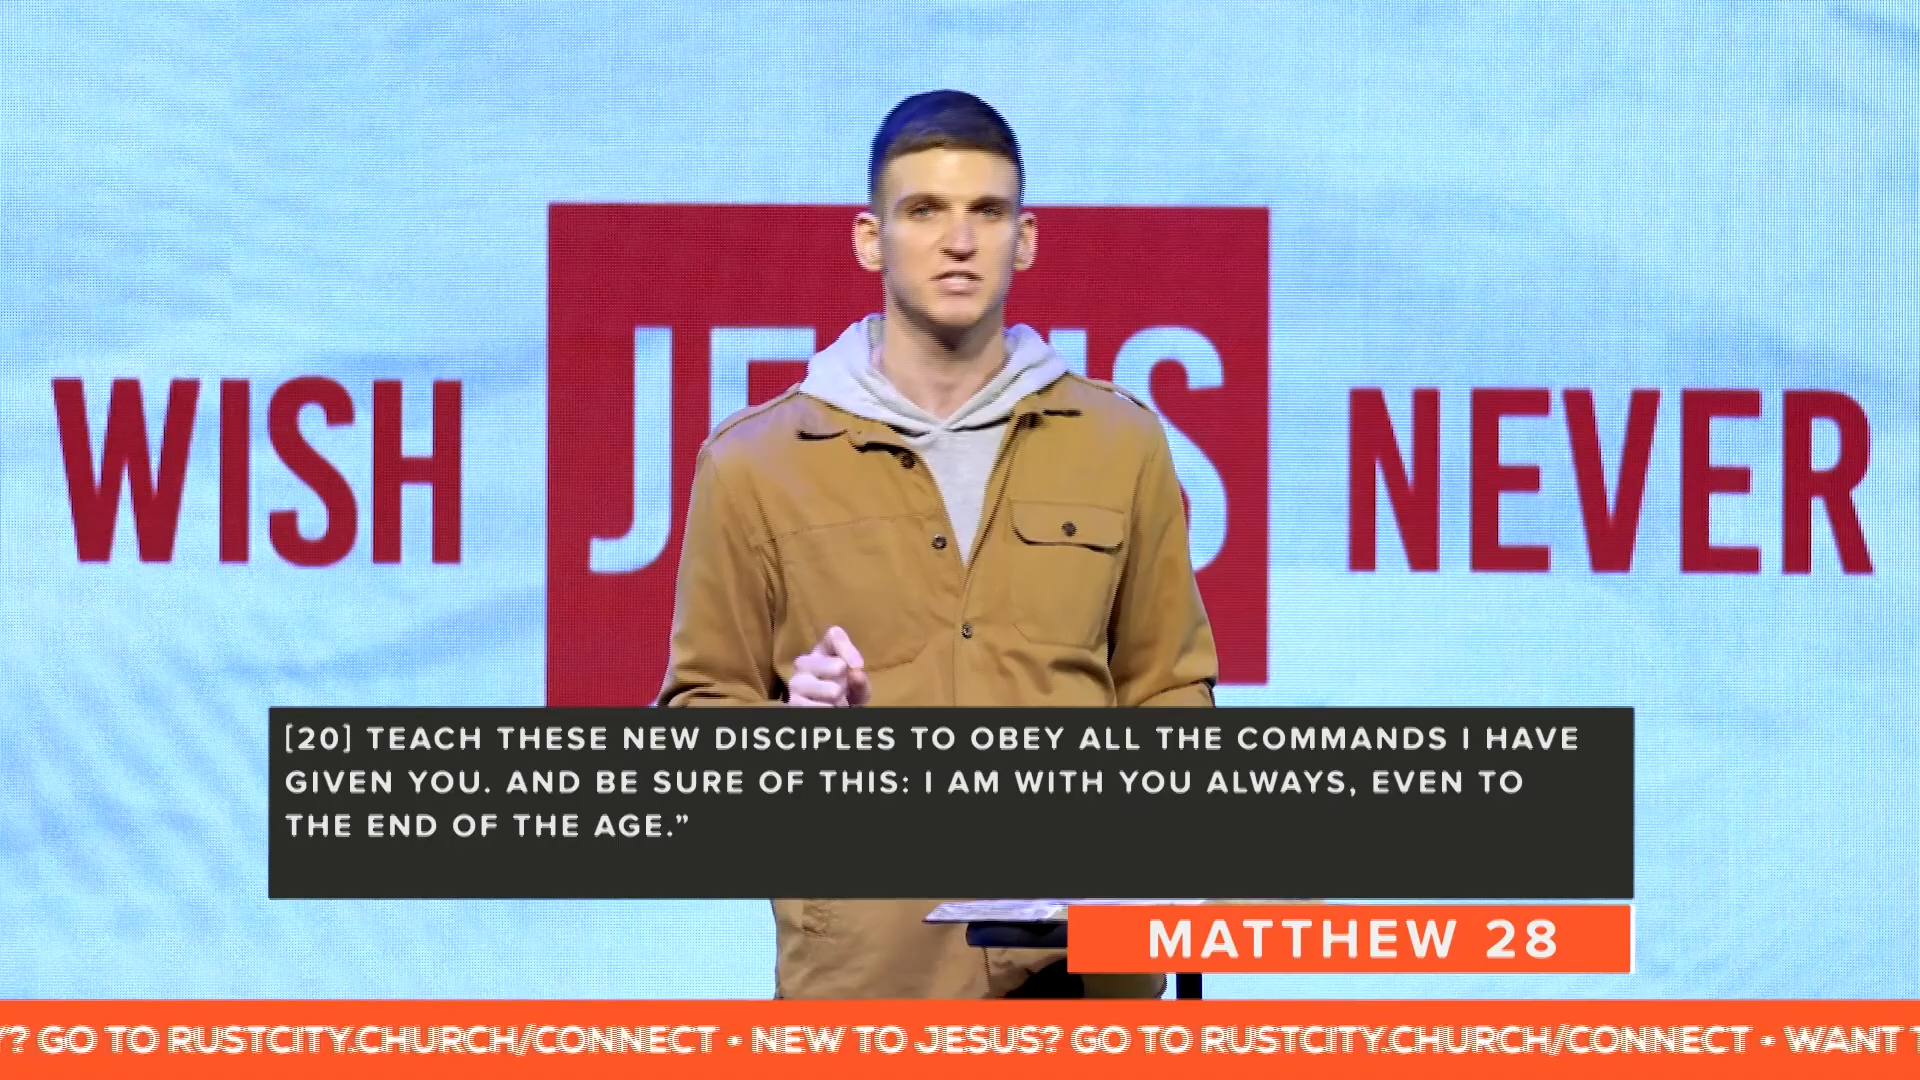 WISH JESUS NEVER
[20] TEACH THESE NEW DISCIPLES TO OBEY ALL THE COMMANDS I HAVE
GIVEN YOU. AND BE SURE OF THIS: I AM WITH YOU ALWAYS, EVEN TO
THE END OF THE AGE.”
MATTHEW 28
? GO TO RUSTCITY.CHURCH/CONNECT • NEW TO JESUS? GO TO RUSTCITY.CHURCH/CONNECT • WANT